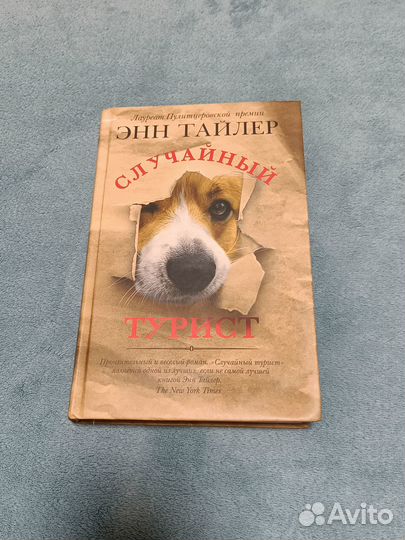 Лауреат Пулитцеровской премии
ЭНН ТАЙЛЕР
СЛУЧАЙНЫЙ
ТУРИСТ
Пронзительный и веселый роман. «Случайный турист»
является одной из лучших, если не самой лучшей
книгой Энн Тайлер.
The New York Times
Avito